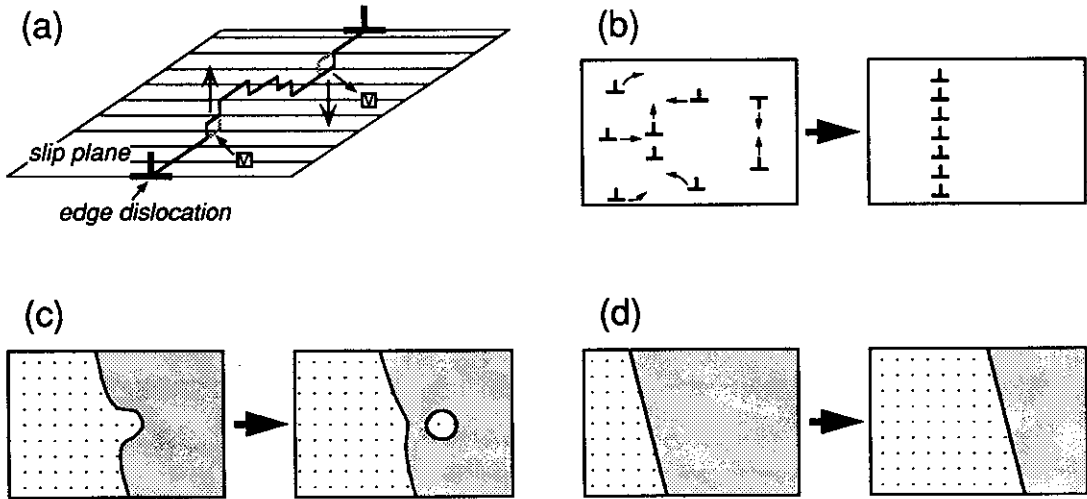 (a)
V
V
slip plane
edge dislocation
(b)
(c)
(d)